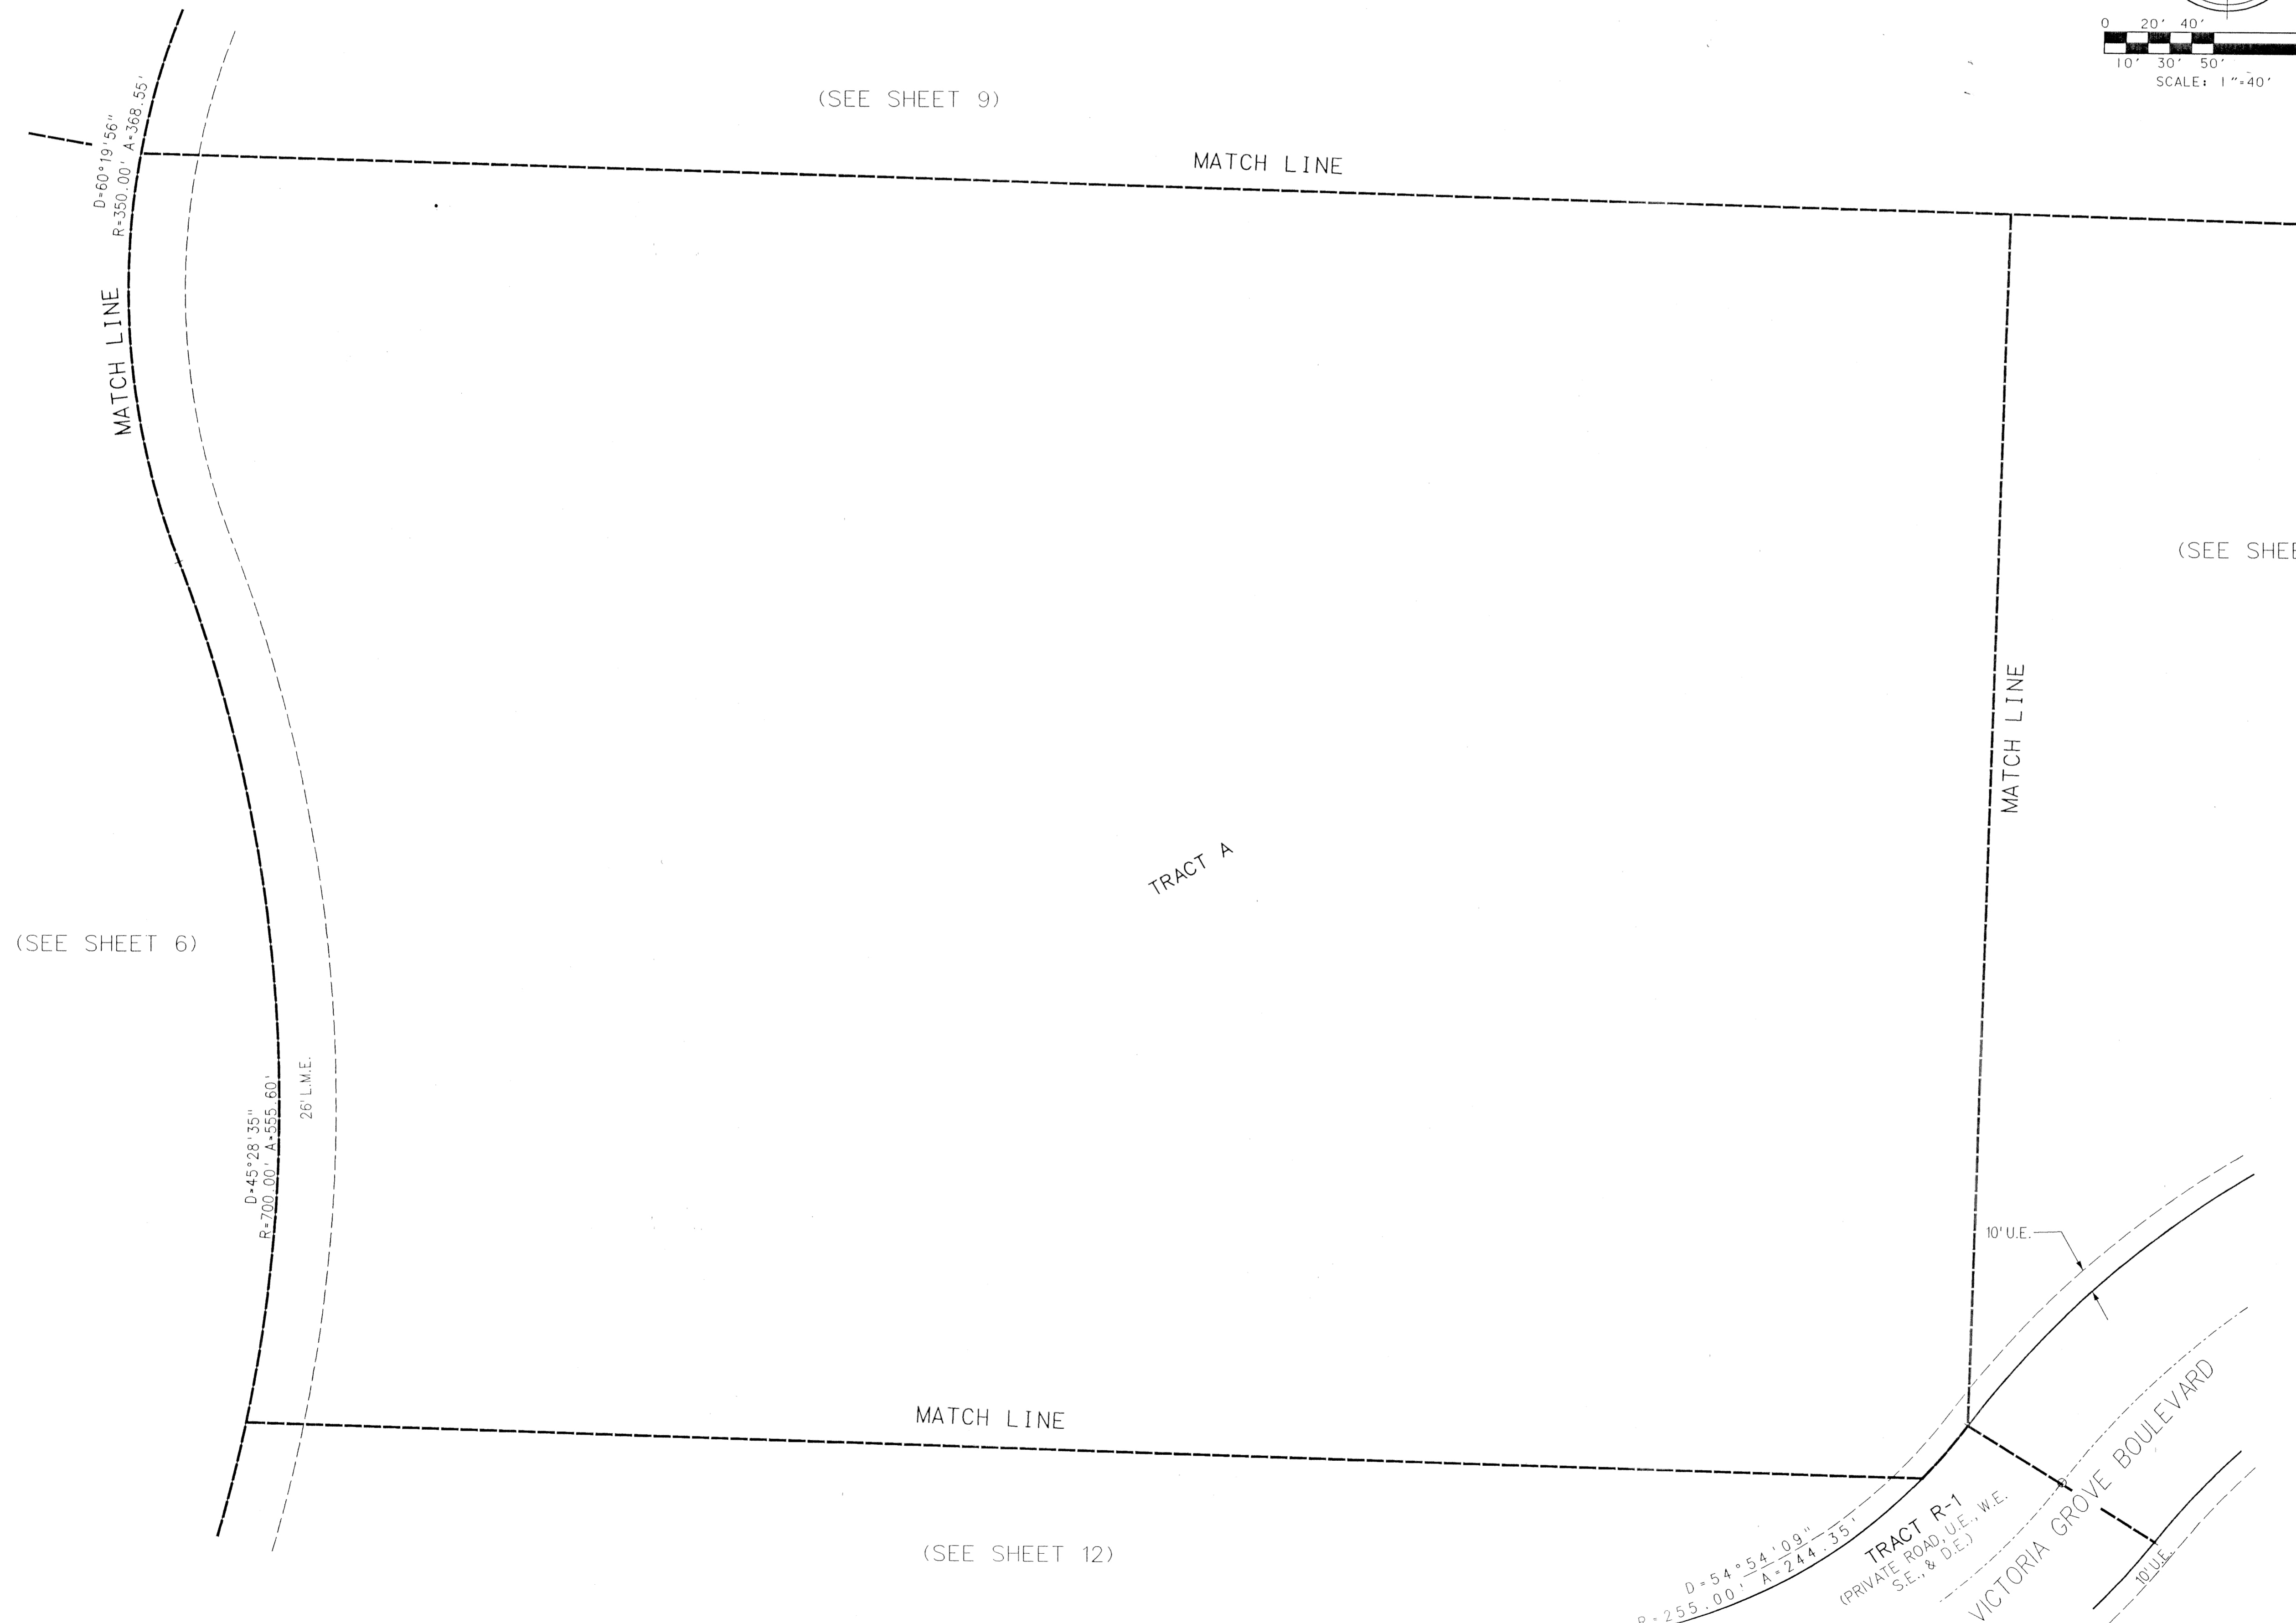 0 20' 40'
10' 30' 50'
SCALE: 1"=40'
(SEE SHEET 9)
MATCH LINE
D=60°19'56"
R=350.00' A=368.55'
MATCH LINE
(SEE
MATCH LINE
TRACT A
(SEE SHEET 6)
26' L.M.E.
D=45°28'35"
R=700.00' A=555.60'
10' U.E.
MATCH LINE
(SEE SHEET 12)
D=54°54'09"
R=255.00' A=244.35'
TRACT R-1
(PRIVATE ROAD, U.E., W.E.
S.E., & D.E.)
VICTORIA GROVE BOULEVARD
10' U.E.